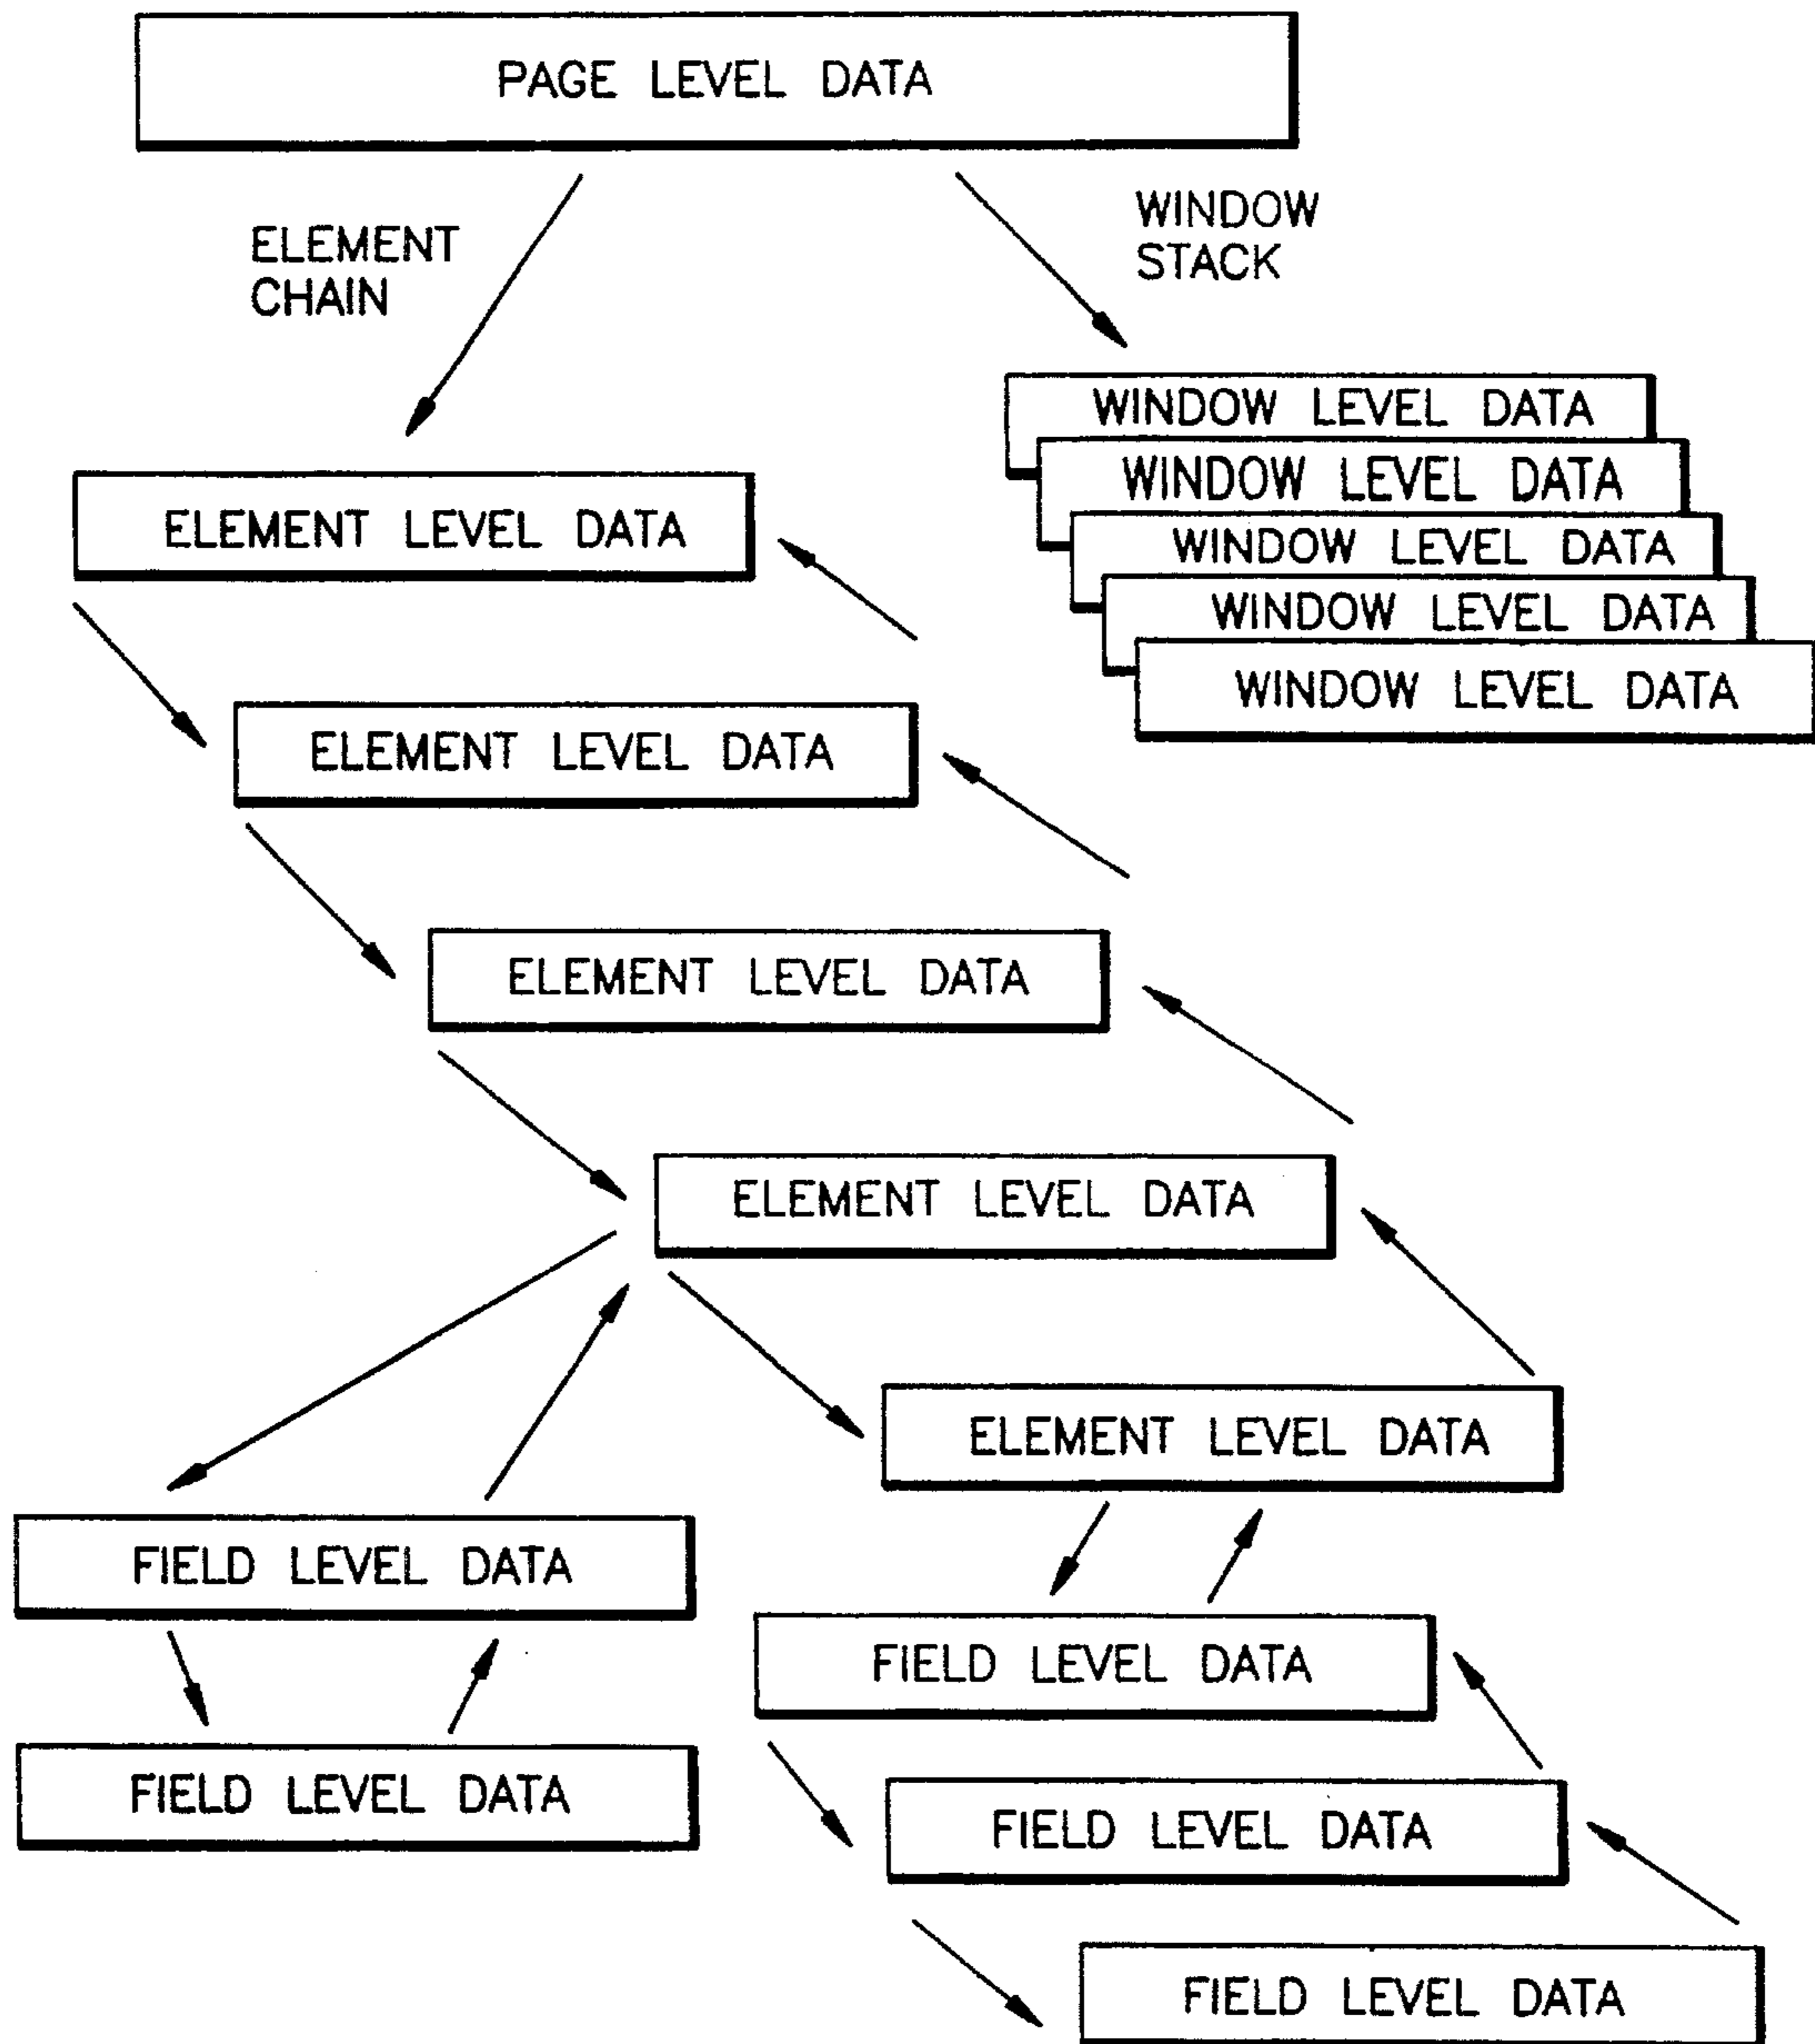 PAGE LEVEL DATA
ELEMENT
CHAIN
WINDOW
STACK
WINDOW LEVEL DATA
WINDOW LEVEL DATA
WINDOW LEVEL DATA
WINDOW LEVEL DATA
WINDOW LEVEL DATA
ELEMENT LEVEL DATA
ELEMENT LEVEL DATA
ELEMENT LEVEL DATA
ELEMENT LEVEL DATA
ELEMENT LEVEL DATA
FIELD LEVEL DATA
FIELD LEVEL DATA
FIELD LEVEL DATA
FIELD LEVEL DATA
FIELD LEVEL DATA